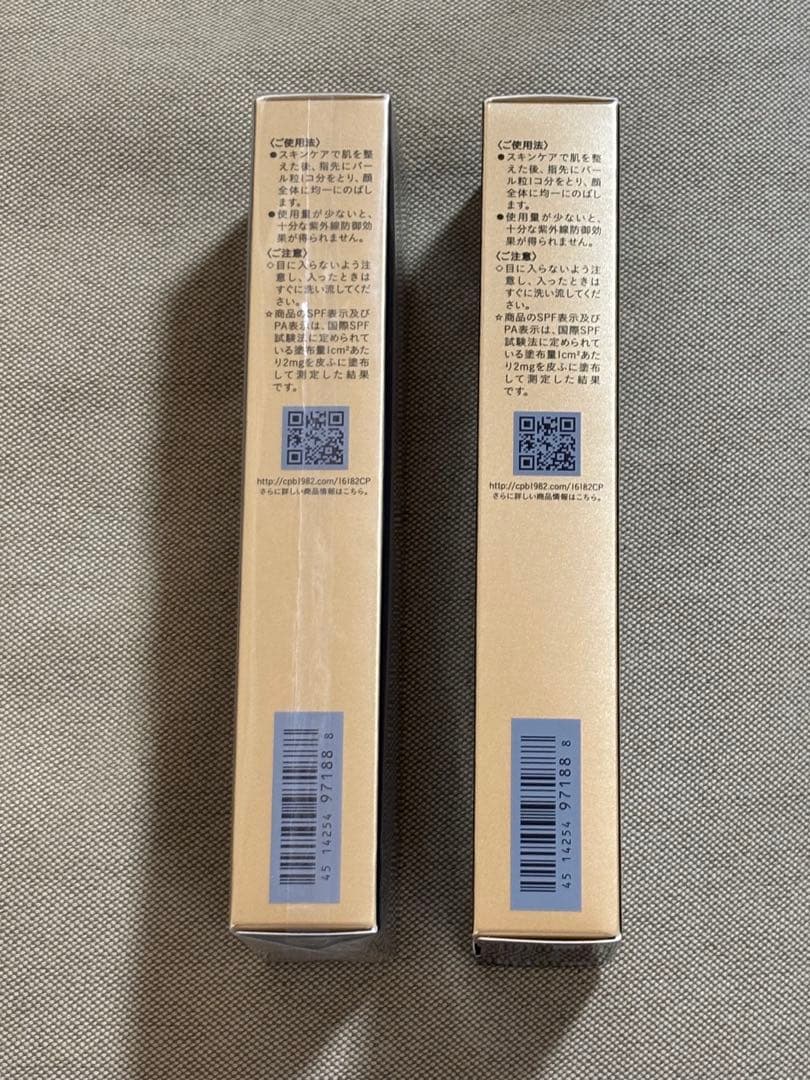 〈ご使用法〉
●スキンケアで肌を整
えた後、指先にパー
ル粒1コ分をとり、顔
全体に均一にのばし
ます。
●使用量が少ないと、
十分な紫外線防御効
果が得られません。
〈ご注意〉
○目に入らないよう注
意し、入ったときは
すぐに洗い流してくだ
さい。
☆商品のSPF表示及び
PA表示は、国際SPF
試験法に定められて
いる塗布量1cm²あた
り2mgを皮ふに塗布
して測定した結果
です。
http://cpb1982.com/16182CP
さらに詳しい商品情報はこちら。
45 14254 97188 8
〈ご使用法〉
●スキンケアで肌を整
えた後、指先にパー
ル粒1コ分をとり、顔
全体に均一にのばし
ます。
●使用量が少ないと、
十分な紫外線防御効
果が得られません。
〈ご注意〉
○目に入らないよう注
意し、入ったときは
すぐに洗い流してくだ
さい。
☆商品のSPF表示及び
PA表示は、国際SPF
試験法に定められて
いる塗布量1cm²あた
り2mgを皮ふに塗布
して測定した結果
です。
http://cpb1982.com/16182CP
さらに詳しい商品情報はこちら。
45 14254 97188 8